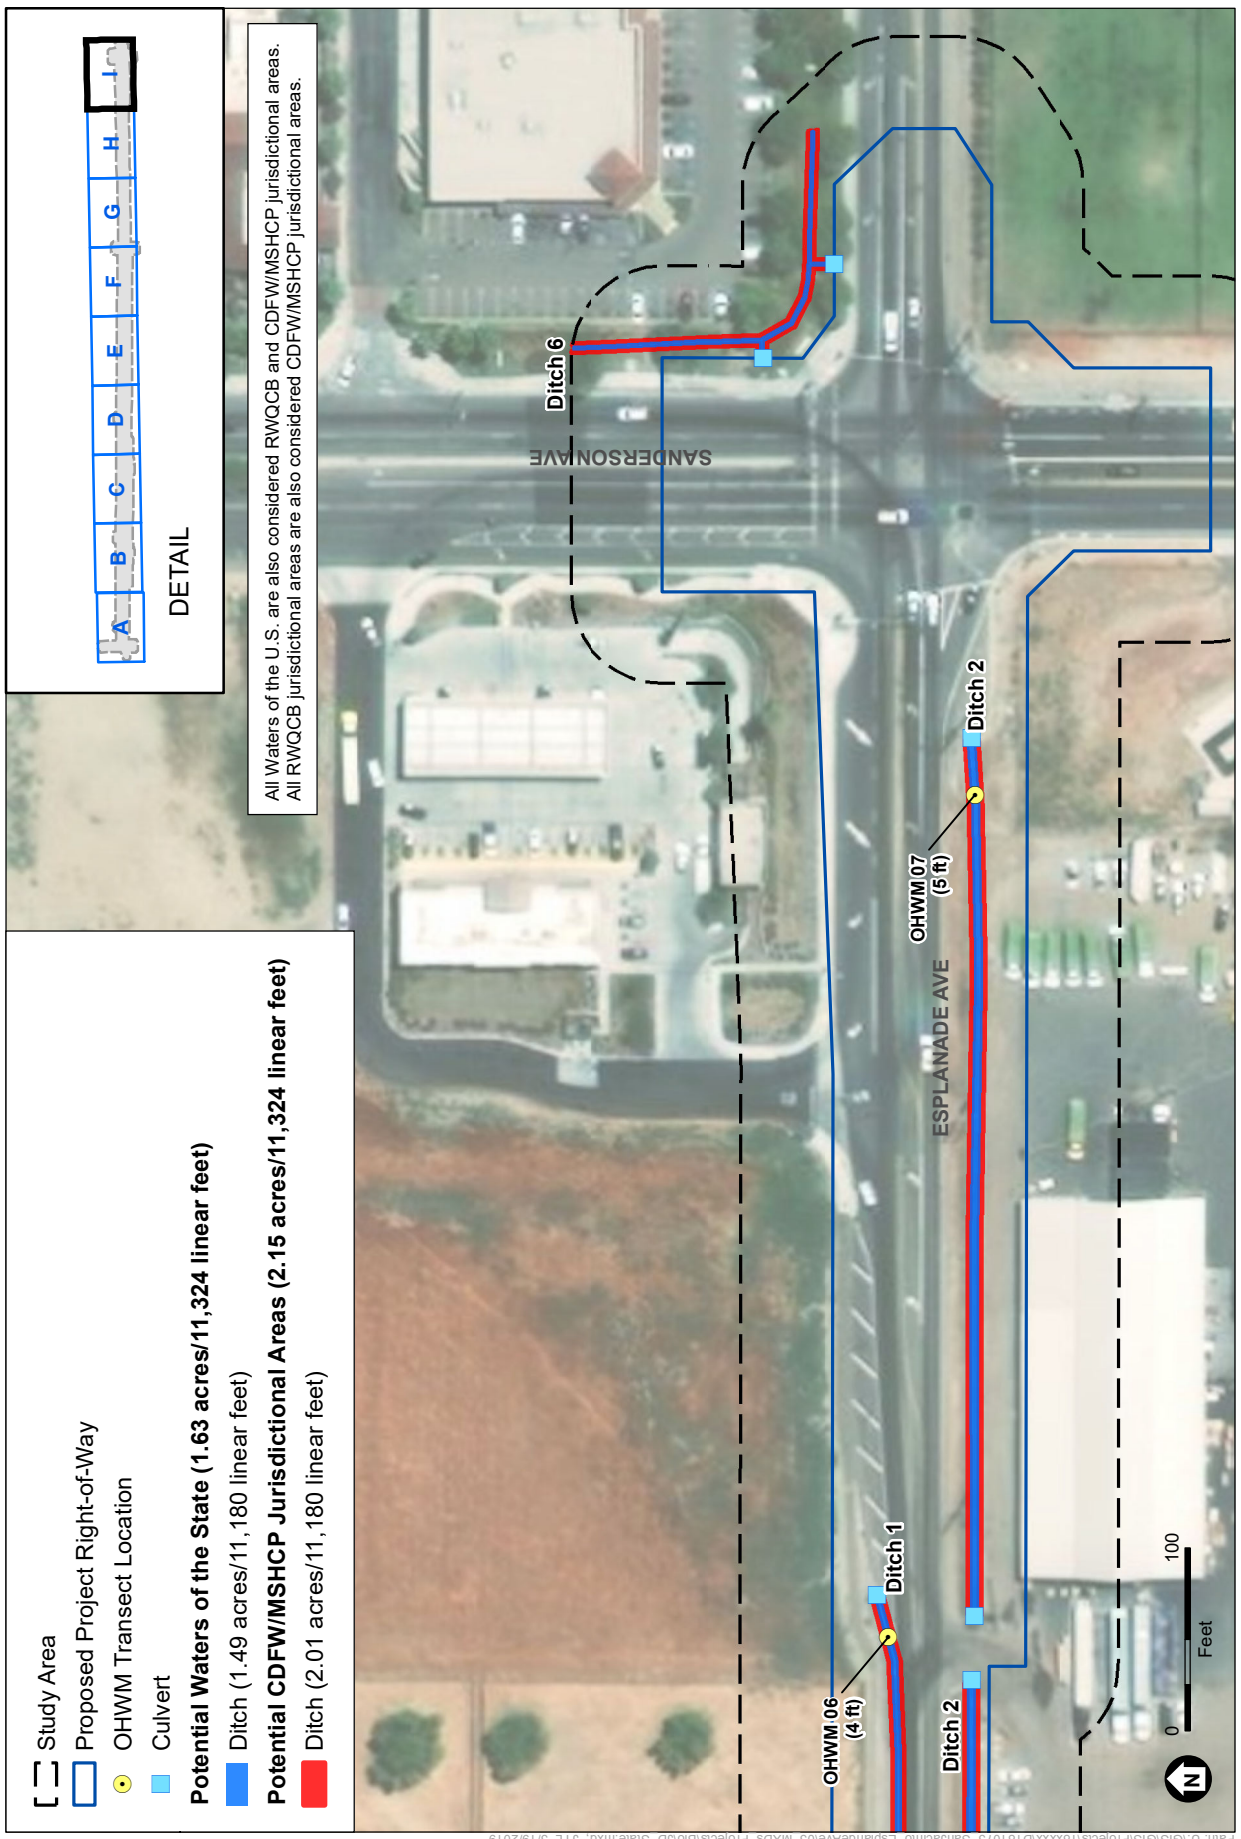 A
B
C
D
E
F
G
H
I
DETAIL
All Waters of the U.S. are also considered RWQCB and CDFW/MSHCP jurisdictional areas.
All RWQCB jurisdictional areas are also considered CDFW/MSHCP jurisdictional areas.
Study Area
Proposed Project Right-of-Way
OHWM Transect Location
Culvert
Potential Waters of the State (1.63 acres/11,324 linear feet)
Ditch (1.49 acres/11,180 linear feet)
Potential CDFW/MSHCP Jurisdictional Areas (2.15 acres/11,324 linear feet)
Ditch (2.01 acres/11,180 linear feet)
Ditch 6
SANDERSON AVE
Ditch 2
OHWM 07
(5 ft)
ESPLANADE AVE
Ditch 1
OHWM 06
(4 ft)
Ditch 2
0
100
Feet
N